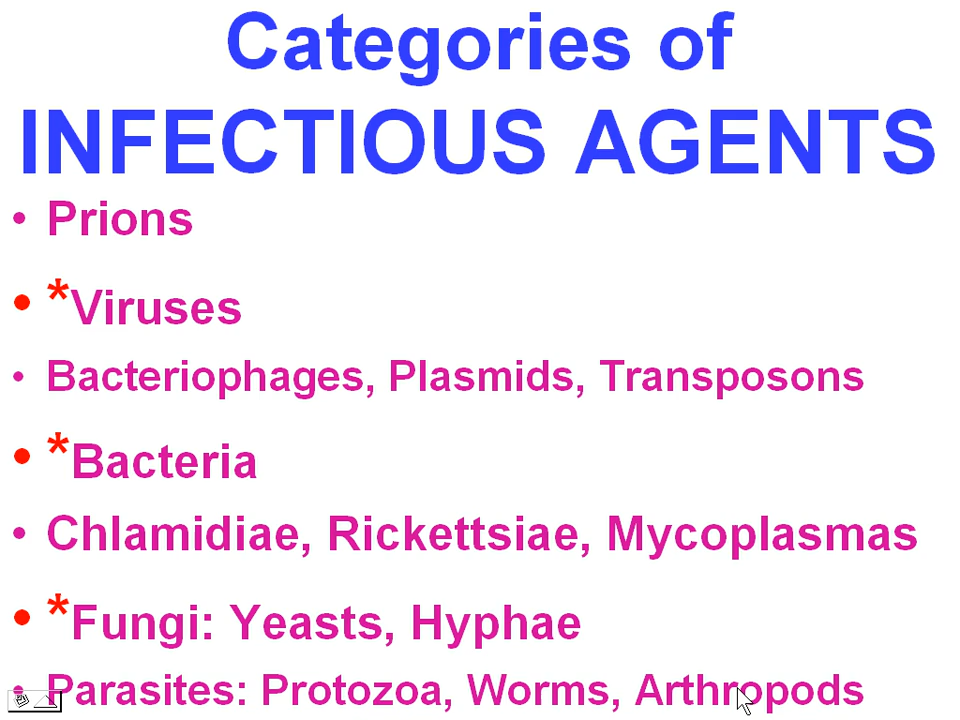 Categories of
INFECTIOUS AGENTS
• Prions
• *Viruses
• Bacteriophages, Plasmids, Transposons
• *Bacteria
• Chlamidiae, Rickettsiae, Mycoplasmas
• *Fungi: Yeasts, Hyphae
• Parasites: Protozoa, Worms, Arthropods